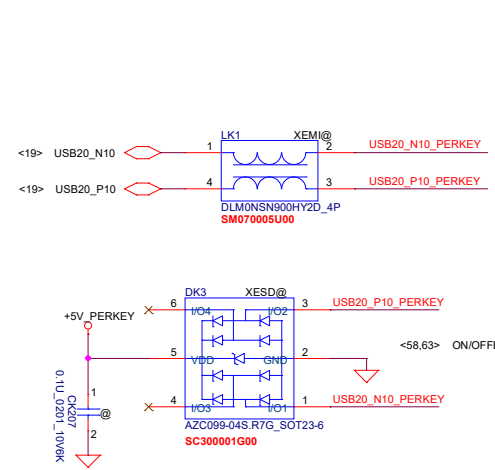 LK1 XEMI@
<19> USB20_N10 1 2 USB20_N10_PERKEY
<19> USB20_P10 4 3 USB20_P10_PERKEY
DLM0NSN900HY2D_4P
SM070005U00
DK3 XESD@
+5V_PERKEY 6 I/O4 I/O2 3 USB20_P10_PERKEY
<58,63> ON/OFF
5 VDD GND 2
4 I/O3 I/O1 1 USB20_N10_PERKEY
AZC099-04S.R7G_SOT23-6
SC300001G00
CK207
0.1U_0201_10V6K
1
@
2